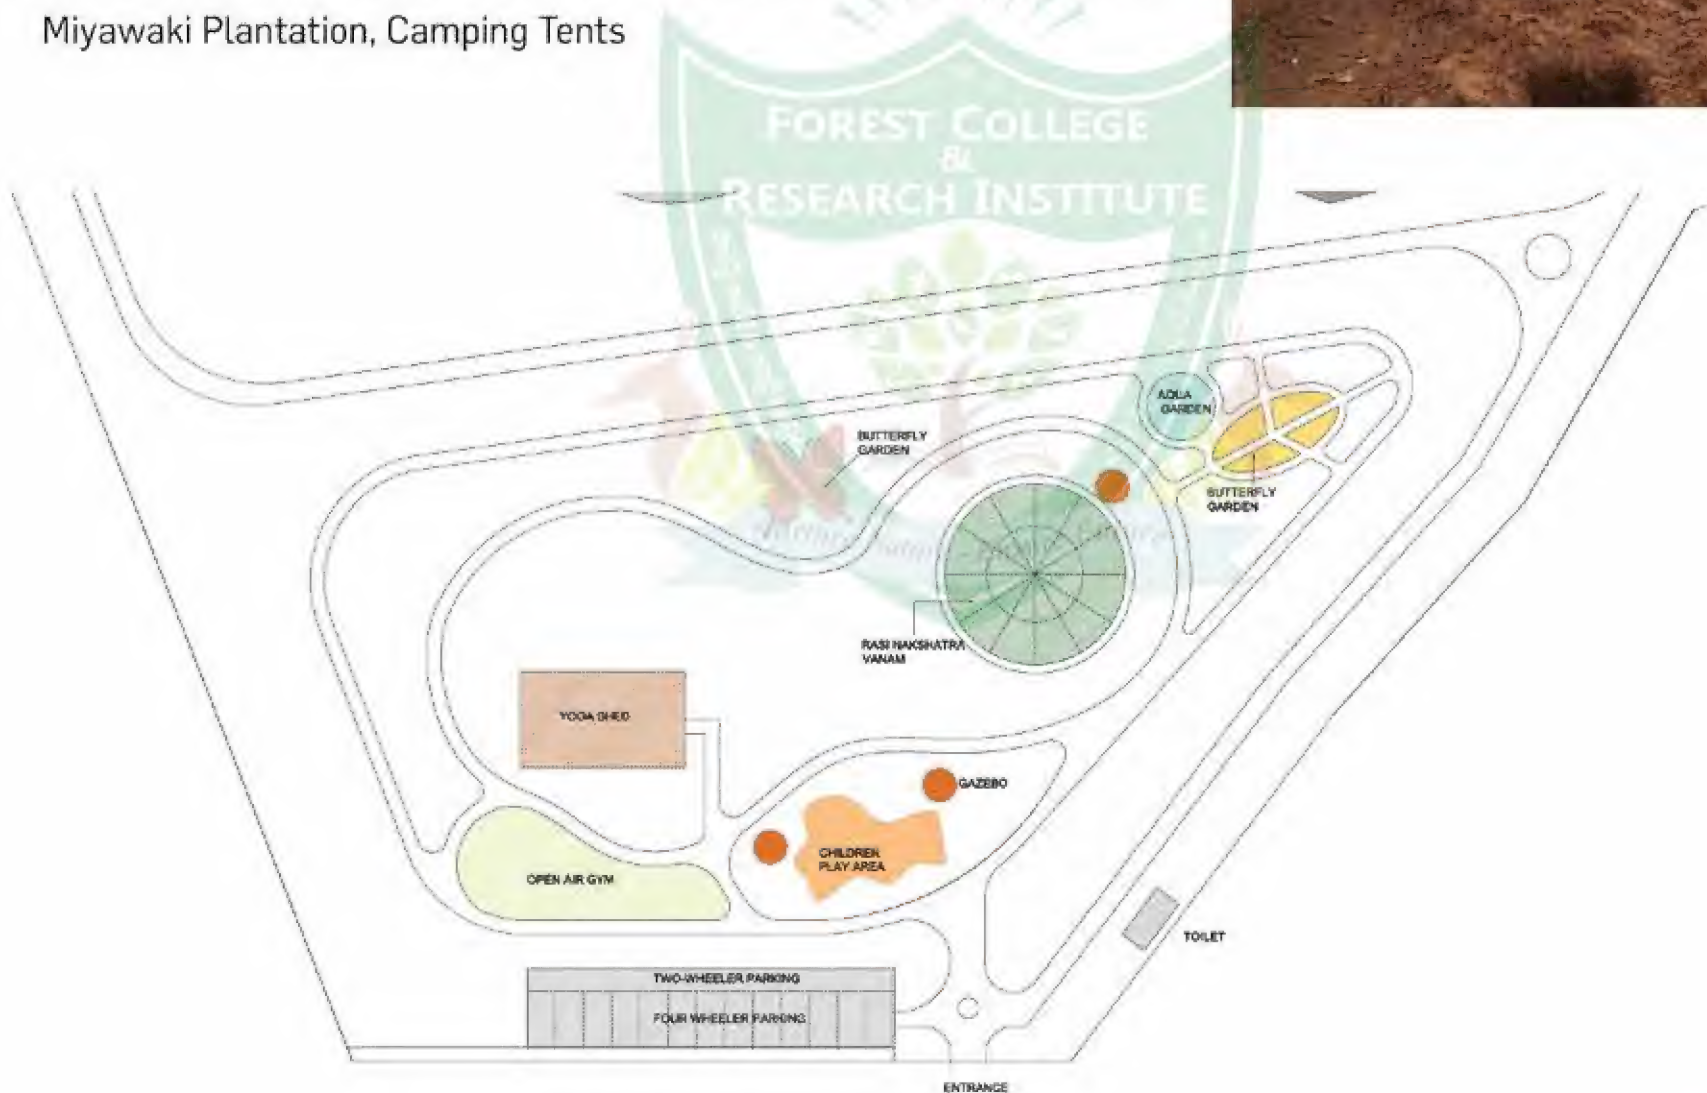 Miyawaki Plantation, Camping Tents
FOREST COLLEGE
&
RESEARCH INSTITUTE
AQUA
GARDEN
BUTTERFLY
GARDEN
BUTTERFLY
GARDEN
RASI NAKSHATRA
VANAM
YOGA SHED
GAZEBO
CHILDREN
PLAY AREA
OPEN AIR GYM
TOILET
TWO-WHEELER PARKING
FOUR WHEELER PARKING
ENTRANCE